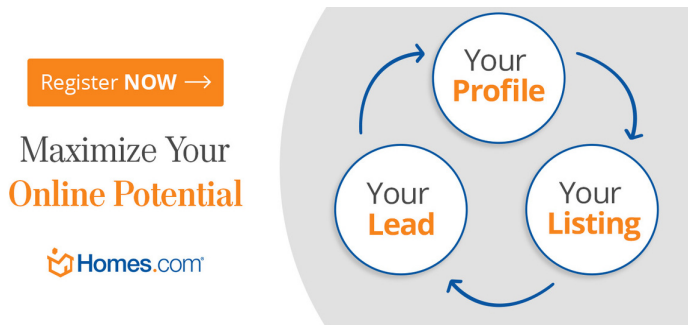 Register NOW →
Maximize Your
Online Potential
Homes.com®
Your
Profile
Your
Lead
Your
Listing